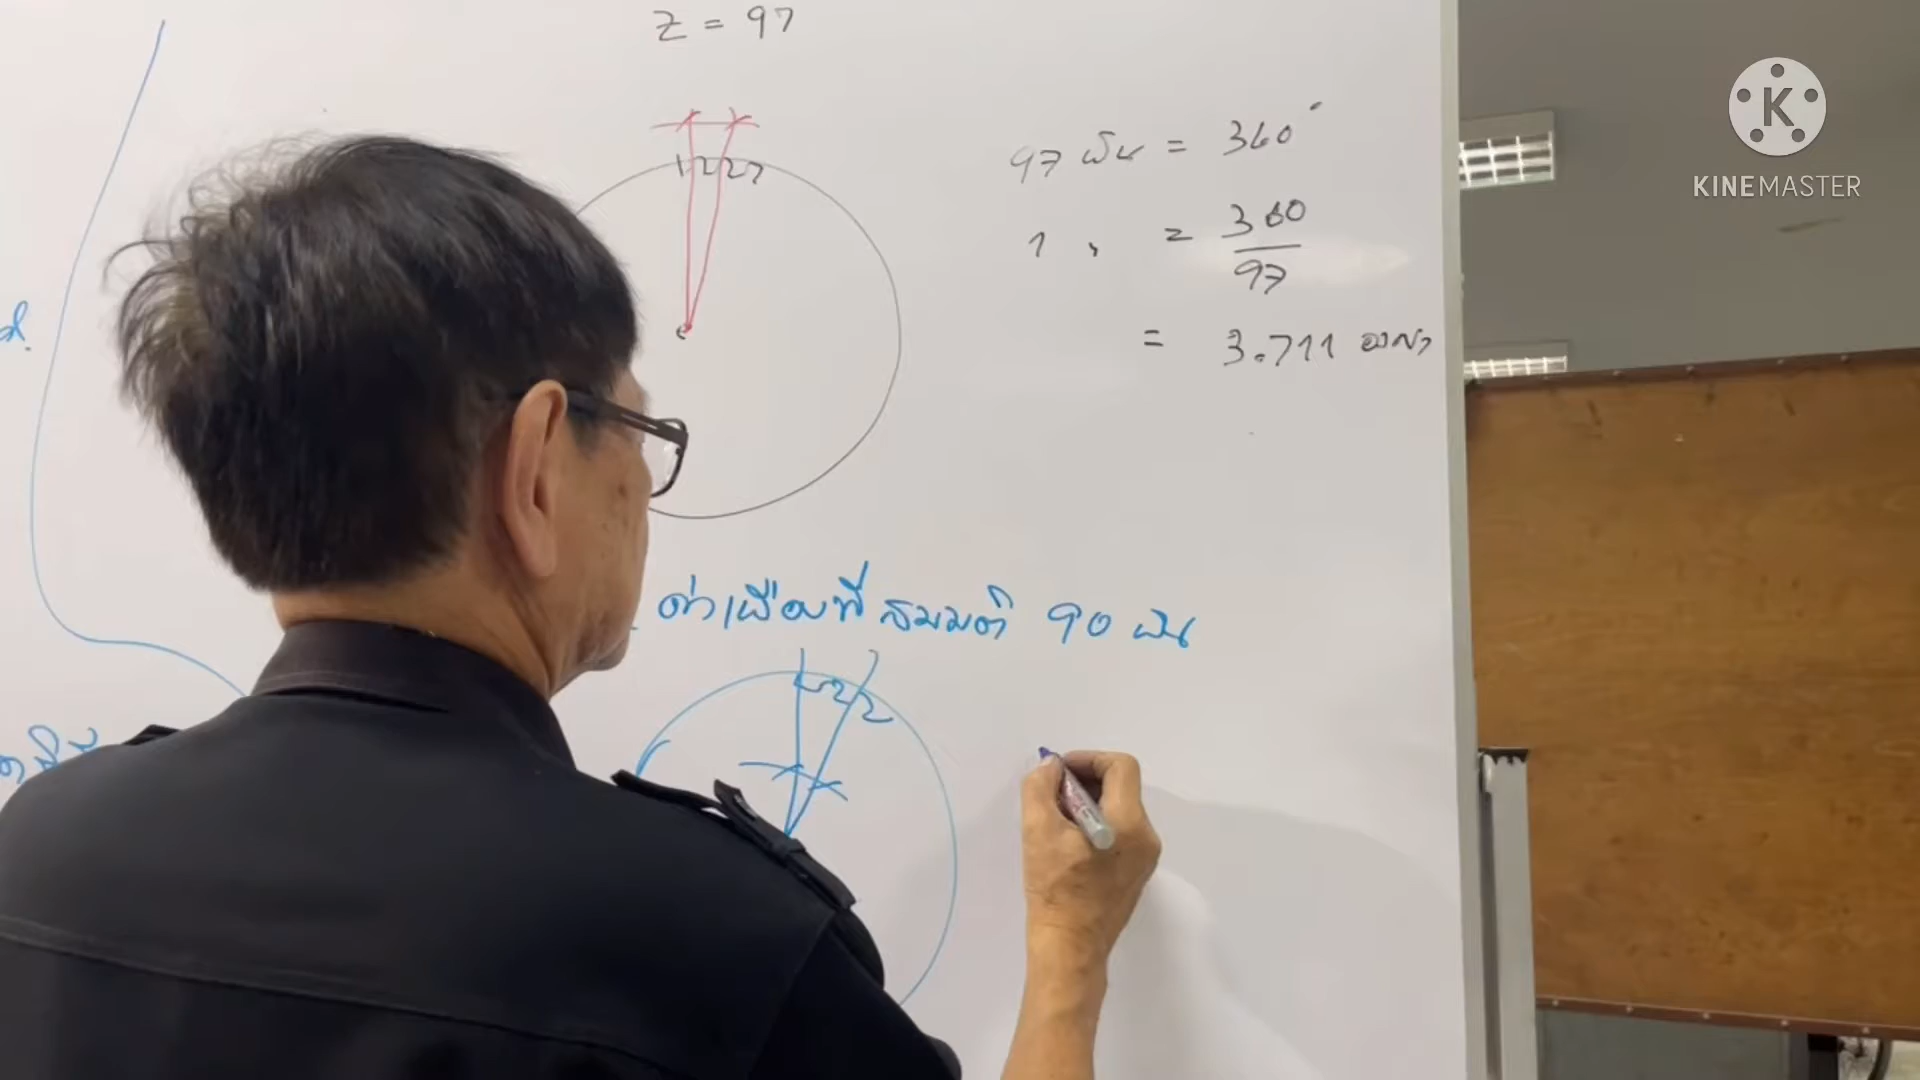 Z = 97
97 ฟัน = 360°
1 " = 360
97
= 3.711 องศา
ค่าเฟืองที่สมมติ 90 ฟัน
K
KINEMASTER